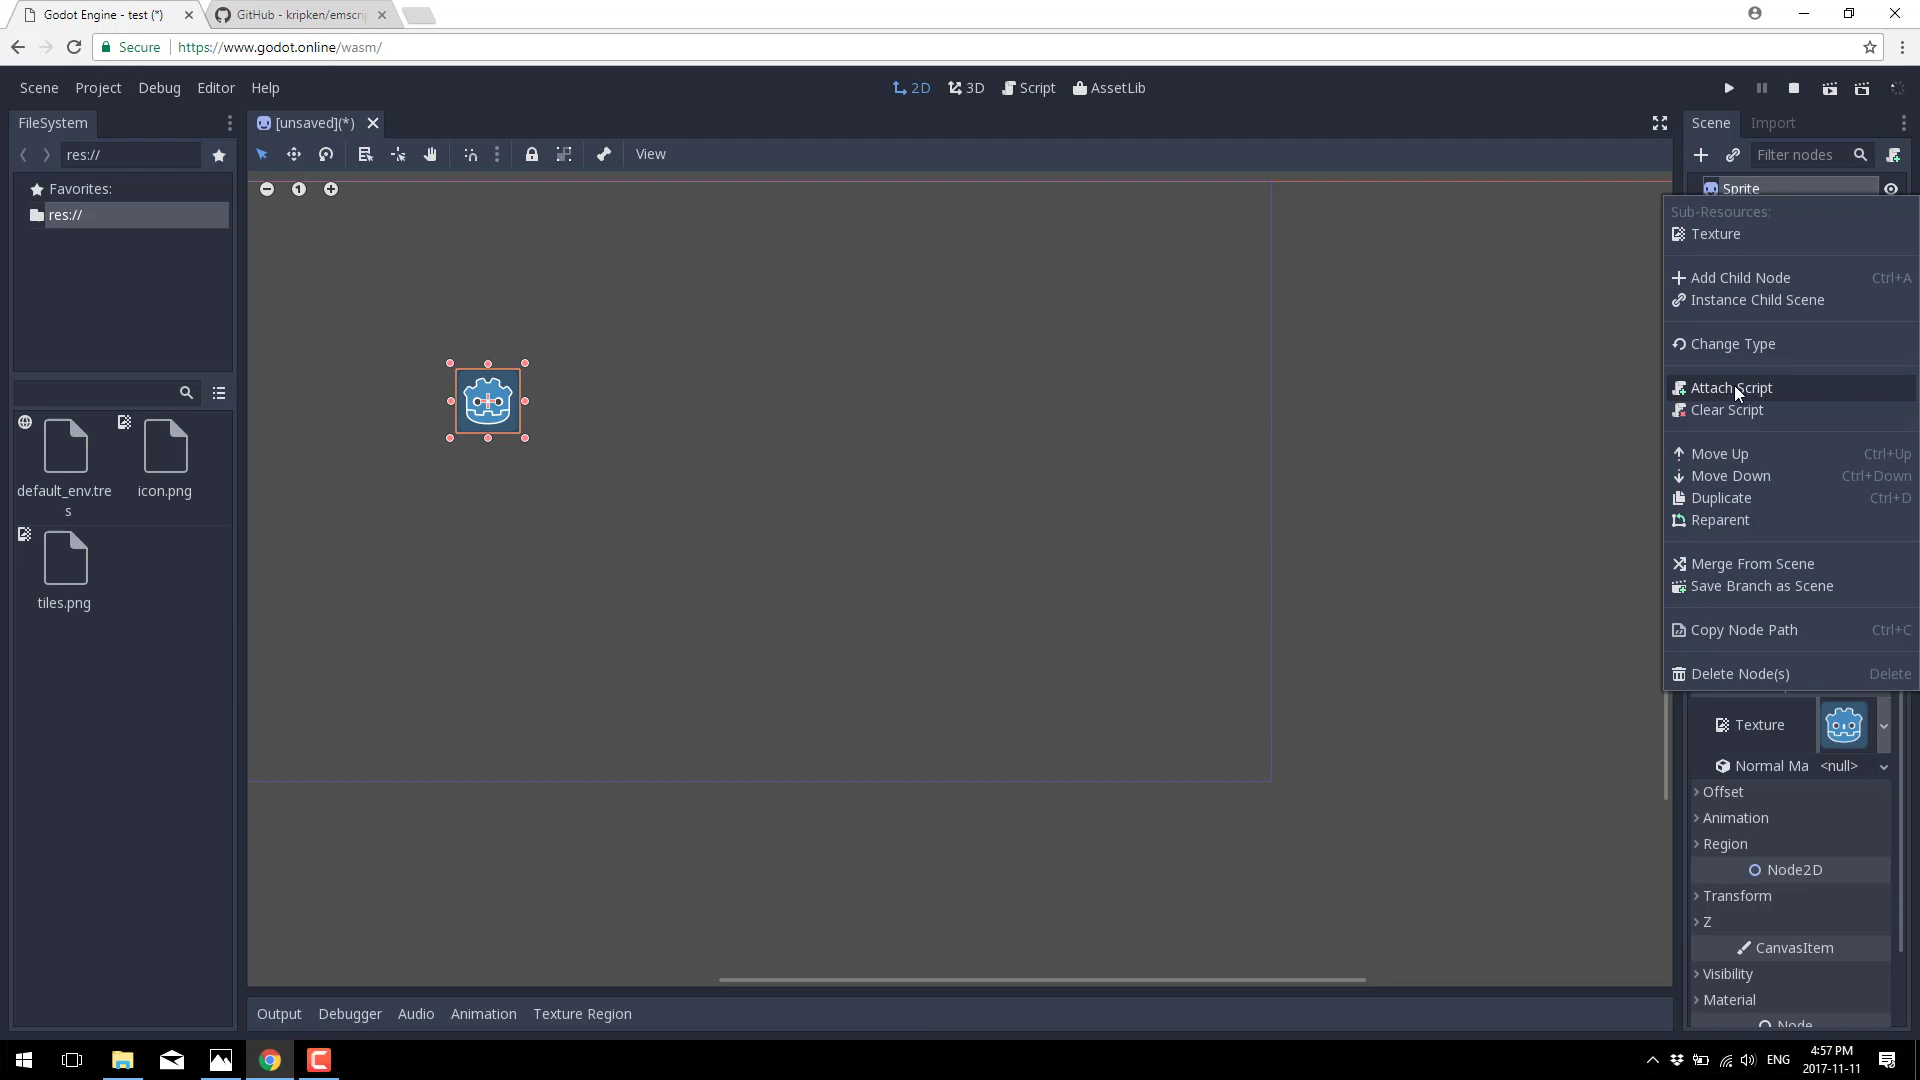 Godot Engine - test (*)
GitHub - kripken/emscri
Secure
https://www.godot.online/wasm/
Scene Project Debug Editor Help
2D 3D Script AssetLib
FileSystem
[unsaved](*)
Scene Import
res://
View
Filter nodes
Favorites:
res://
1
Sprite
Sub-Resources:
Texture
Add Child Node Ctrl+A
Instance Child Scene
Change Type
Attach Script
Clear Script
Move Up Ctrl+Up
Move Down Ctrl+Down
Duplicate Ctrl+D
Reparent
Merge From Scene
Save Branch as Scene
Copy Node Path Ctrl+C
Delete Node(s) Delete
default_env.tre
s
icon.png
tiles.png
Texture
Normal Ma <null>
Offset
Animation
Region
Node2D
Transform
Z
CanvasItem
Visibility
Material
Node
Output Debugger Audio Animation Texture Region
ENG
4:57 PM
2017-11-11